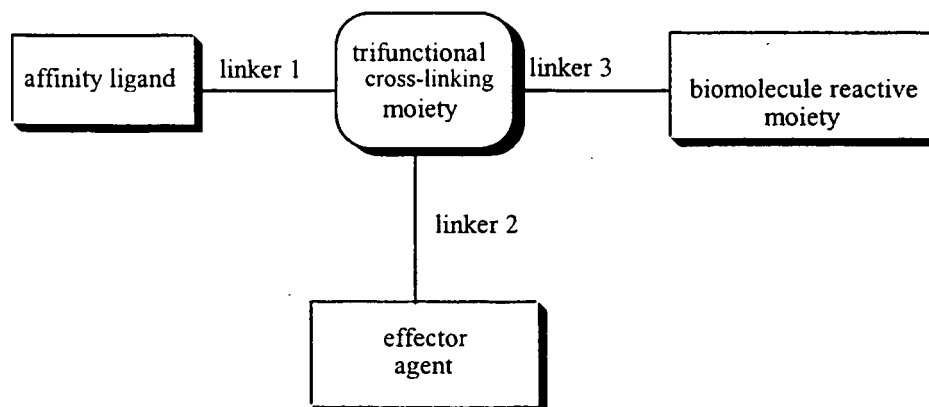 affinity ligand
linker 1
trifunctional
cross-linking
moiety
linker 3
biomolecule reactive
moiety
linker 2
effector
agent